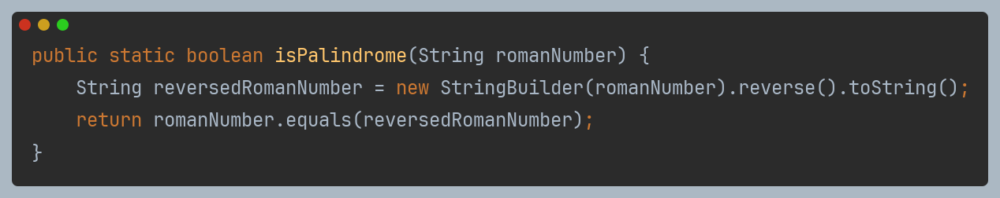 public static boolean isPalindrome(String romanNumber) {
    String reversedRomanNumber = new StringBuilder(romanNumber).reverse().toString();
    return romanNumber.equals(reversedRomanNumber);
}